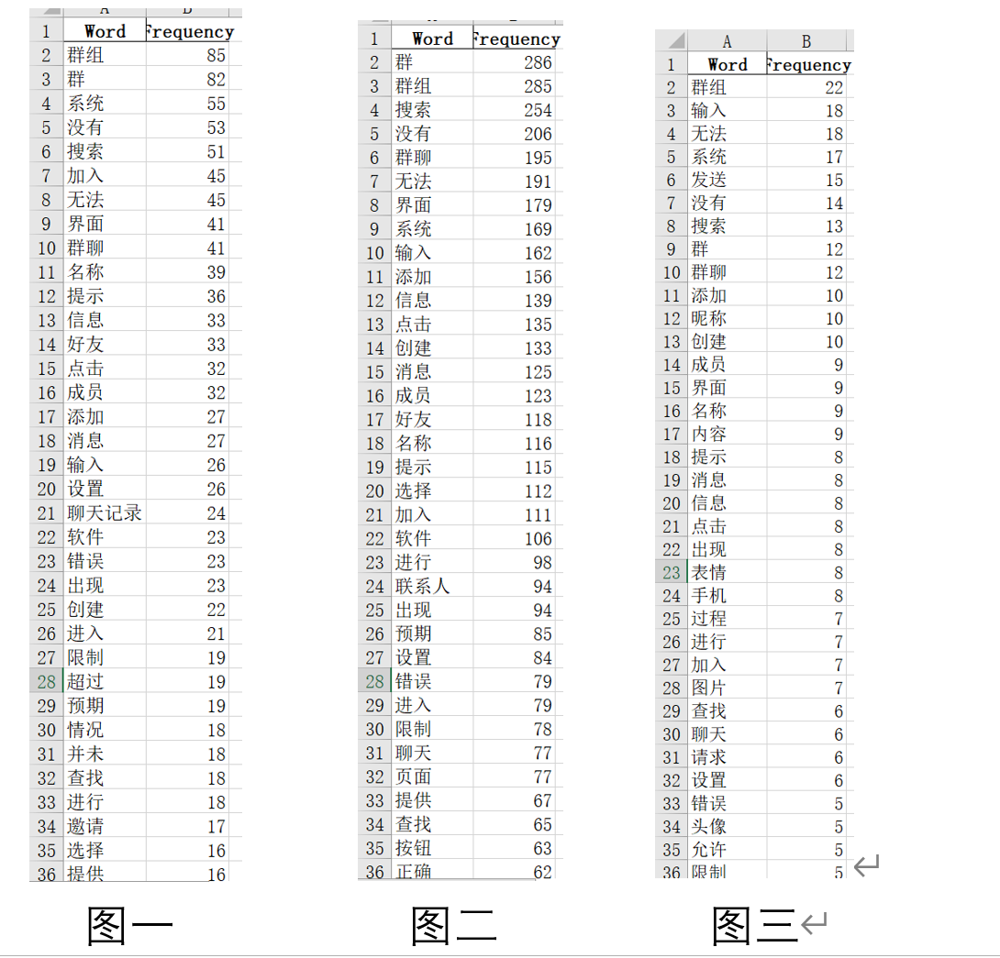 A B
1 Word Frequency
2 群组 85
3 群 82
4 系统 55
5 没有 53
6 搜索 51
7 加入 45
8 无法 45
9 界面 41
10 群聊 41
11 名称 39
12 提示 36
13 信息 33
14 好友 33
15 点击 32
16 成员 32
17 添加 27
18 消息 27
19 输入 26
20 设置 26
21 聊天记录 24
22 软件 23
23 错误 23
24 出现 23
25 创建 22
26 进入 21
27 限制 19
28 超过 19
29 预期 19
30 情况 18
31 并未 18
32 查找 18
33 进行 18
34 邀请 17
35 选择 16
36 提供 16
图一
1 Word Frequency
2 群 286
3 群组 285
4 搜索 254
5 没有 206
6 群聊 195
7 无法 191
8 界面 179
9 系统 169
10 输入 162
11 添加 156
12 信息 139
13 点击 135
14 创建 133
15 消息 125
16 成员 123
17 好友 118
18 名称 116
19 提示 115
20 选择 112
21 加入 111
22 软件 106
23 进行 98
24 联系人 94
25 出现 94
26 预期 85
27 设置 84
28 错误 79
29 进入 79
30 限制 78
31 聊天 77
32 页面 77
33 提供 67
34 查找 65
35 按钮 63
36 正确 62
图二
A B
1 Word Frequency
2 群组 22
3 输入 18
4 无法 18
5 系统 17
6 发送 15
7 没有 14
8 搜索 13
9 群 12
10 群聊 12
11 添加 10
12 昵称 10
13 创建 10
14 成员 9
15 界面 9
16 名称 9
17 内容 9
18 提示 8
19 消息 8
20 信息 8
21 点击 8
22 出现 8
23 表情 8
24 手机 8
25 过程 7
26 进行 7
27 加入 7
28 图片 7
29 查找 6
30 聊天 6
31 请求 6
32 设置 6
33 错误 5
34 头像 5
35 允许 5
36 限制 5
图三